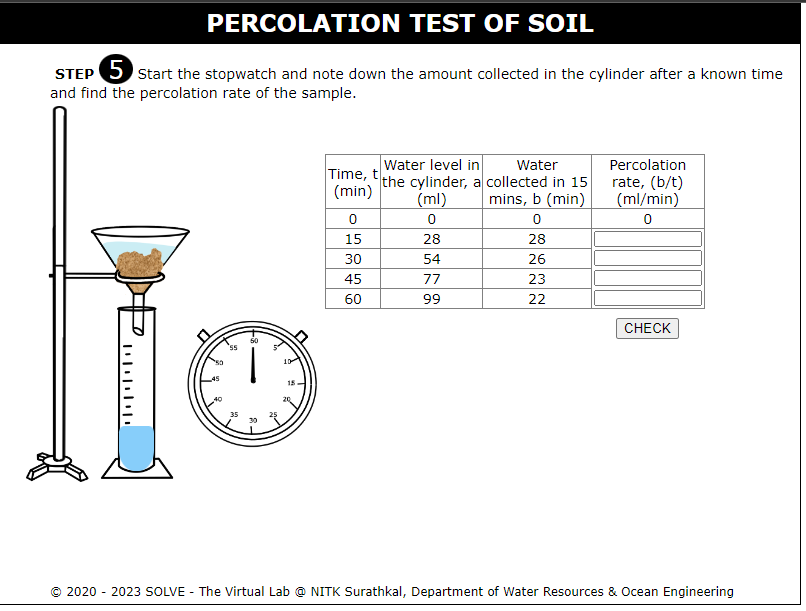 PERCOLATION TEST OF SOIL
STEP 5 Start the stopwatch and note down the amount collected in the cylinder after a known time
and find the percolation rate of the sample.
Time, t (min) | Water level in the cylinder, a (ml) | Water collected in 15 mins, b (min) | Percolation rate, (b/t) (ml/min)
0 0 0 0
15 28 28
30 54 26
45 77 23
60 99 22
CHECK
60
55 5
50 10
45 15
40 20
35 25
30
© 2020 - 2023 SOLVE - The Virtual Lab @ NITK Surathkal, Department of Water Resources & Ocean Engineering